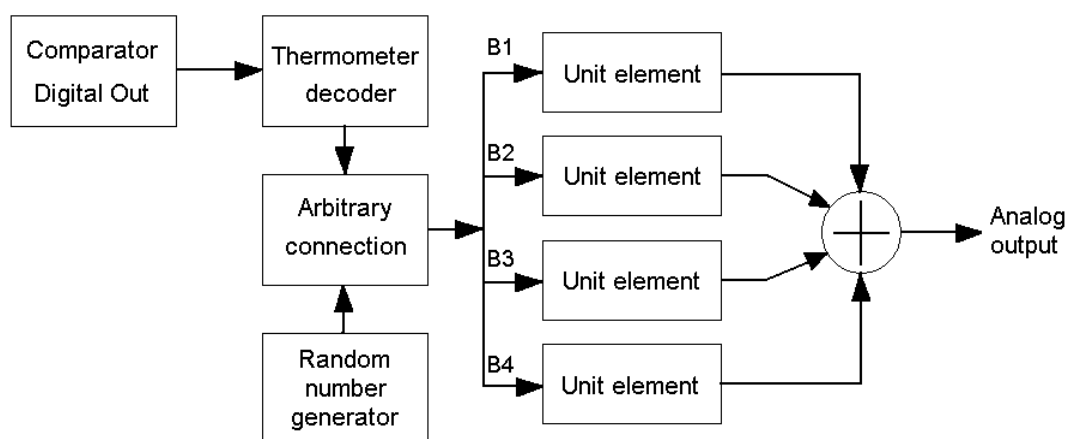 Comparator
Digital Out
Thermometer
decoder
Arbitrary
connection
Random
number
generator
B1
Unit element
B2
Unit element
B3
Unit element
B4
Unit element
Analog
output